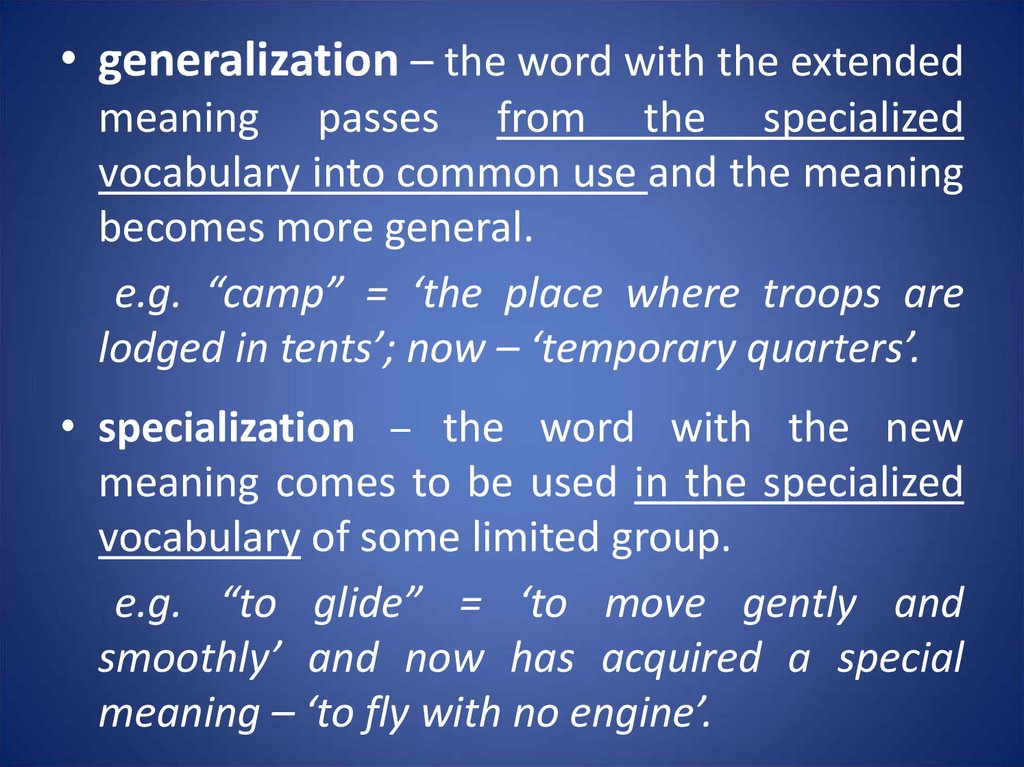 • generalization – the word with the extended
meaning passes from the specialized
vocabulary into common use and the meaning
becomes more general.
e.g. “camp” = ‘the place where troops are
lodged in tents’; now – ‘temporary quarters’.
• specialization – the word with the new
meaning comes to be used in the specialized
vocabulary of some limited group.
e.g. “to glide” = ‘to move gently and
smoothly’ and now has acquired a special
meaning – ‘to fly with no engine’.